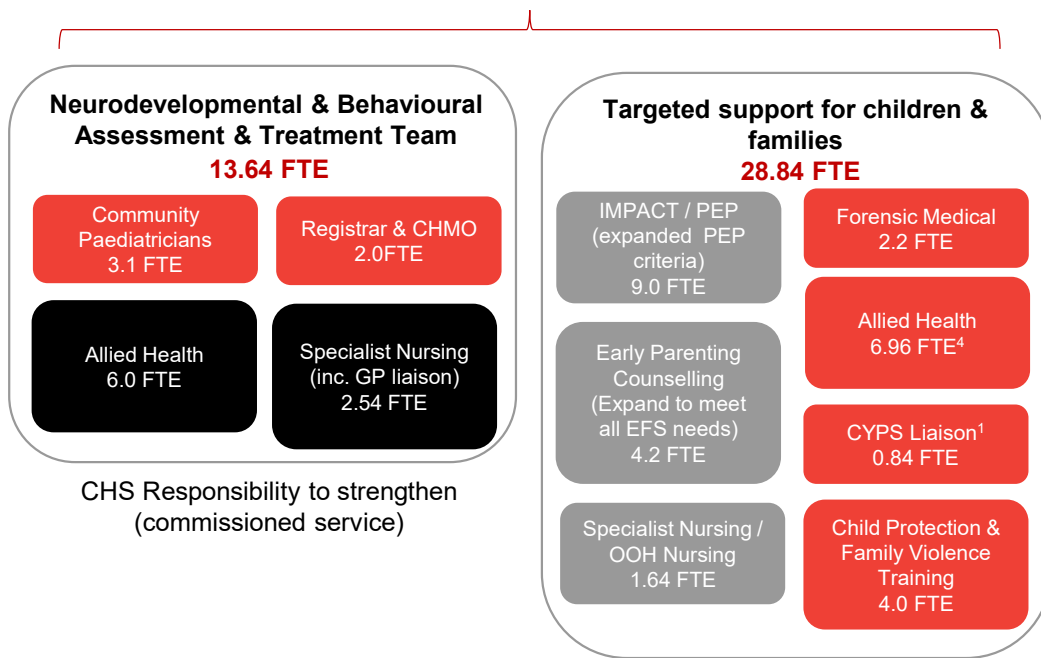 Neurodevelopmental & Behavioural
Assessment & Treatment Team
13.64 FTE
Community
Paediatricians
3.1 FTE
Registrar & CHMO
2.0FTE
Allied Health
6.0 FTE
Specialist Nursing
(inc. GP liaison)
2.54 FTE
CHS Responsibility to strengthen
(commissioned service)
Targeted support for children &
families
28.84 FTE
IMPACT / PEP
(expanded PEP
criteria)
9.0 FTE
Forensic Medical
2.2 FTE
Early Parenting
Counselling
(Expand to meet
all EFS needs)
4.2 FTE
Allied Health
6.96 FTE⁴
CYPS Liaison¹
0.84 FTE
Specialist Nursing /
OOH Nursing
1.64 FTE
Child Protection &
Family Violence
Training
4.0 FTE